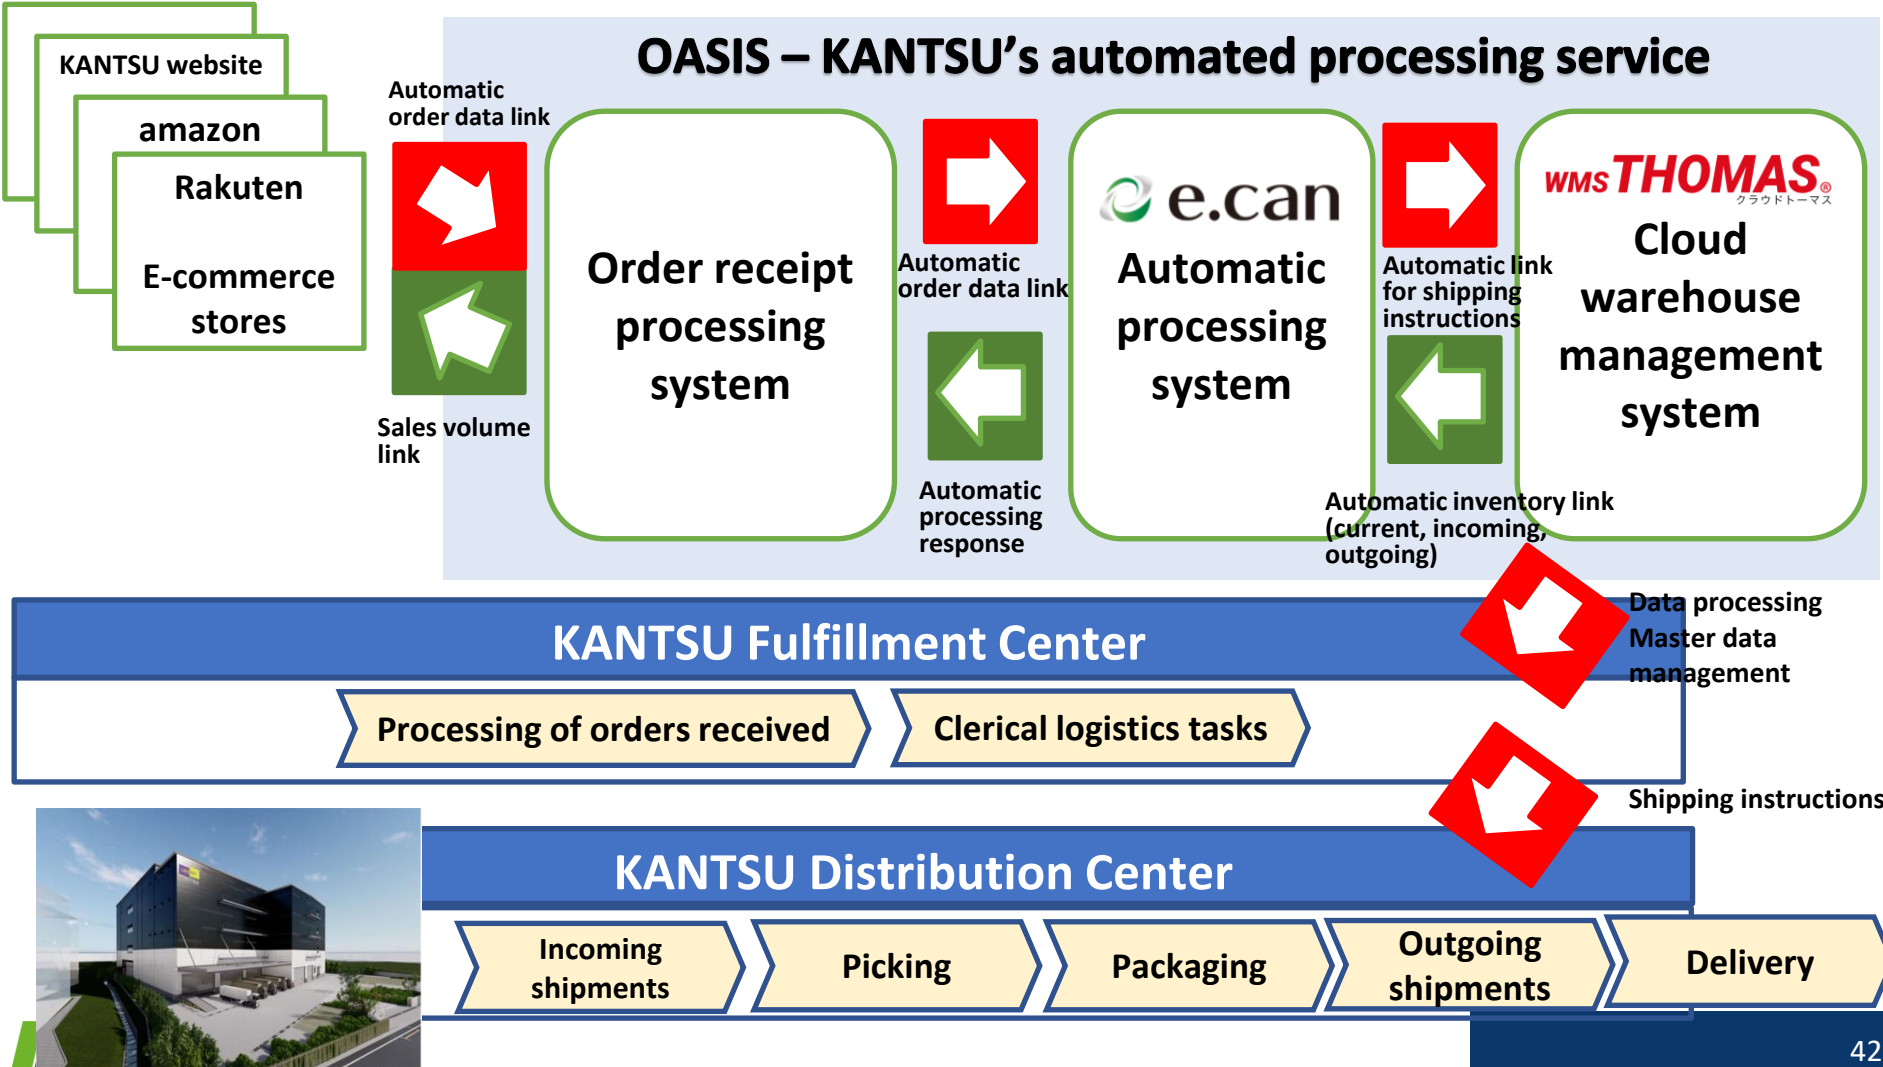 OASIS – KANTSU's automated processing service
KANTSU website
amazon
Rakuten
E-commerce
stores
Automatic
order data link
Sales volume
link
Order receipt
processing
system
Automatic
order data link
Automatic
processing
response
e.can
Automatic
processing
system
Automatic link
for shipping
instructions
Automatic inventory link
(current, incoming,
outgoing)
WMS THOMAS®
クラウドトーマス
Cloud
warehouse
management
system
Data processing
Master data
management
KANTSU Fulfillment Center
Processing of orders received
Clerical logistics tasks
Shipping instructions
KANTSU Distribution Center
Incoming
shipments
Picking
Packaging
Outgoing
shipments
Delivery
42